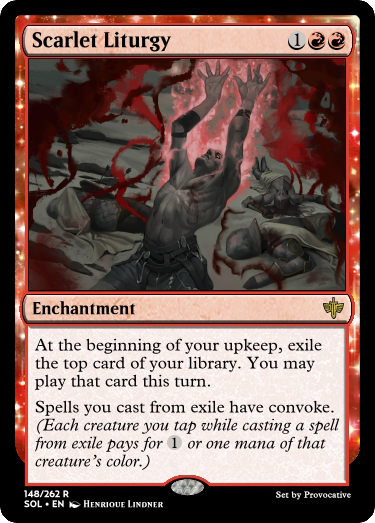 Scarlet Liturgy 1
Enchantment
At the beginning of your upkeep, exile
the top card of your library. You may
play that card this turn.
Spells you cast from exile have convoke.
(Each creature you tap while casting a spell
from exile pays for 1 or one mana of that
creature's color.)
148/262 R
SOL • EN Henrique Lindner
Set by Provocative